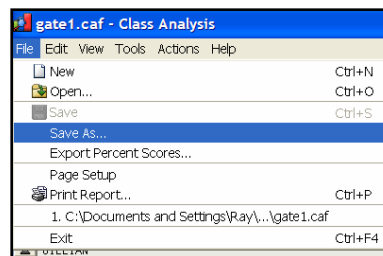 gate1.caf - Class Analysis
File Edit View Tools Actions Help
New Ctrl+N
Open... Ctrl+O
Save Ctrl+S
Save As...
Export Percent Scores...
Page Setup
Print Report... Ctrl+P
1. C:\Documents and Settings\Ray\...\gate1.caf
Exit Ctrl+F4